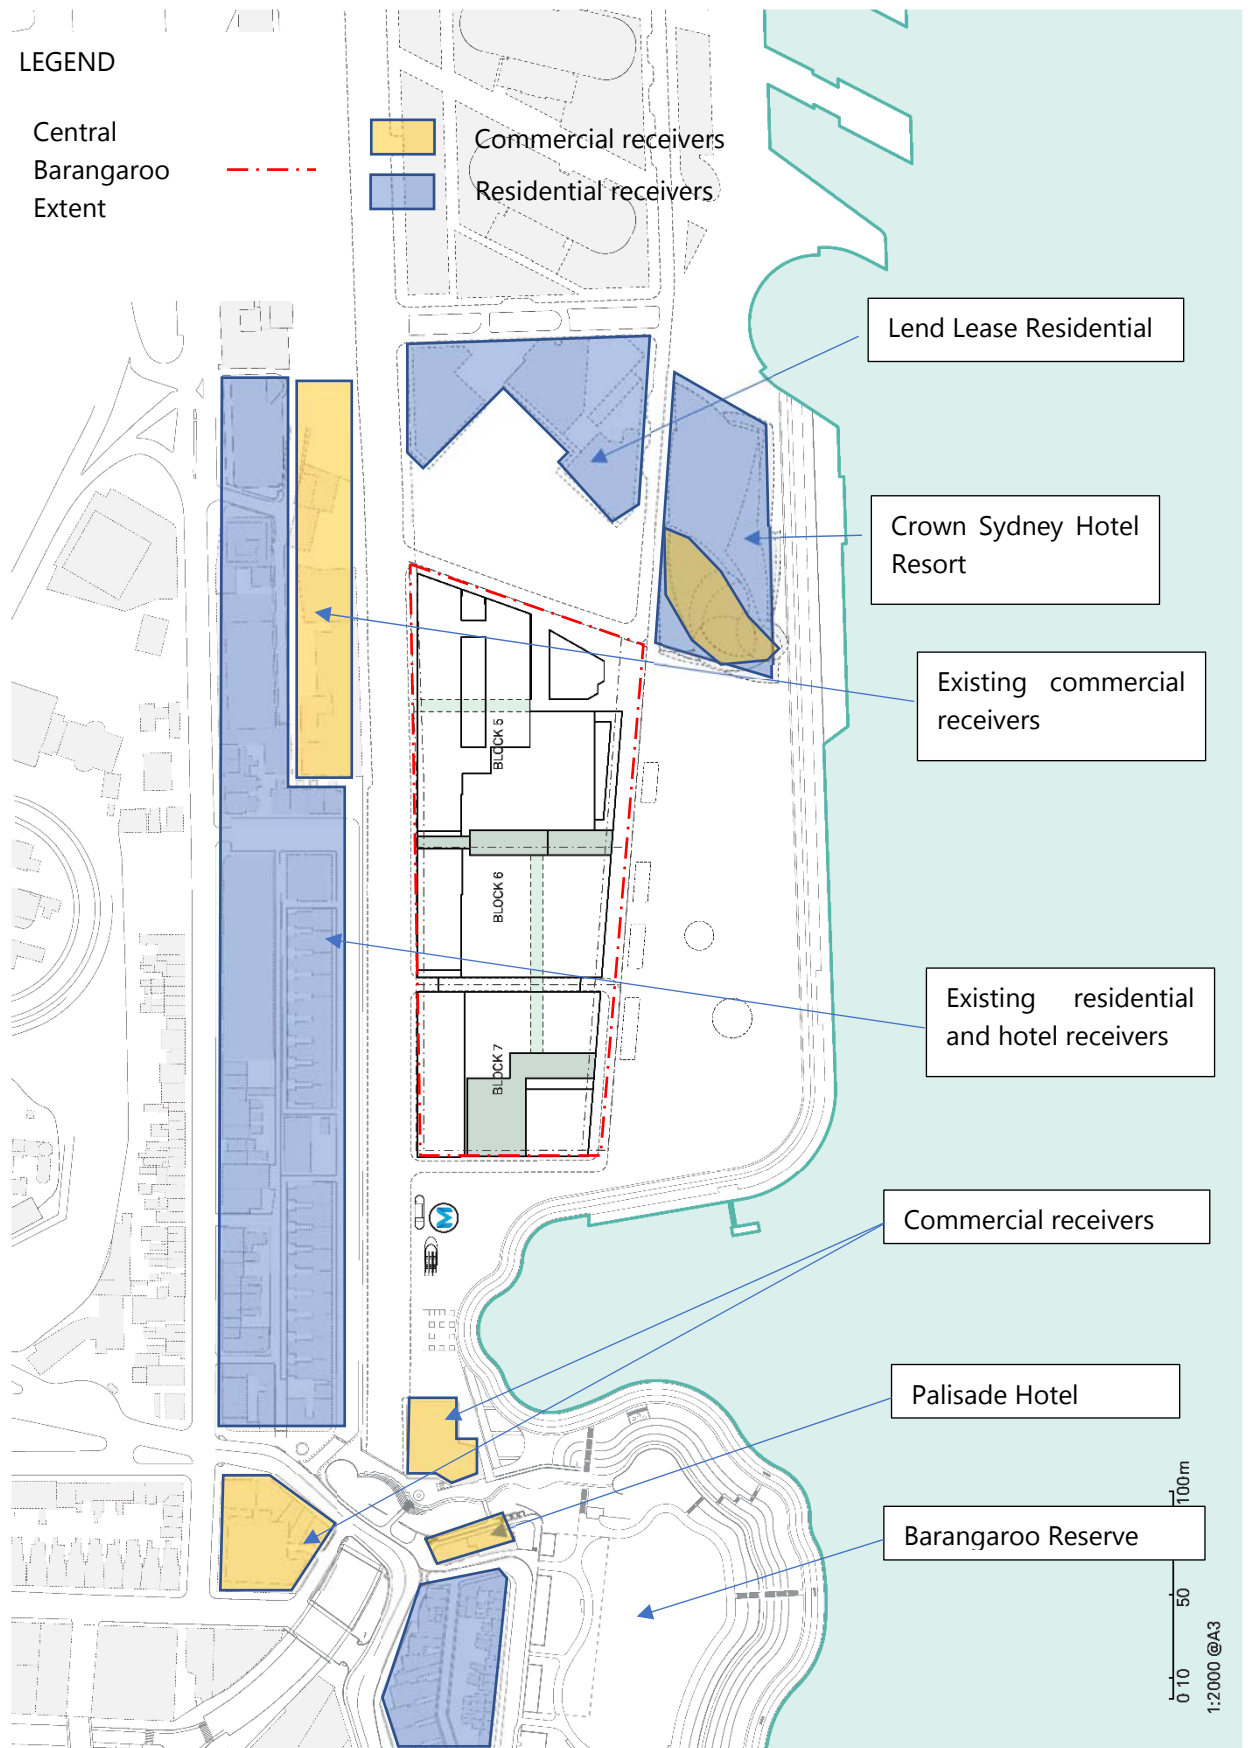 LEGEND
Central
Barangaroo
Extent
Commercial receivers
Residential receivers
Lend Lease Residential
Crown Sydney Hotel
Resort
Existing commercial
receivers
BLOCK 5
BLOCK 6
Existing residential
and hotel receivers
BLOCK 7
M
Commercial receivers
Palisade Hotel
Barangaroo Reserve
100m
50
0 10
1:2000 @A3